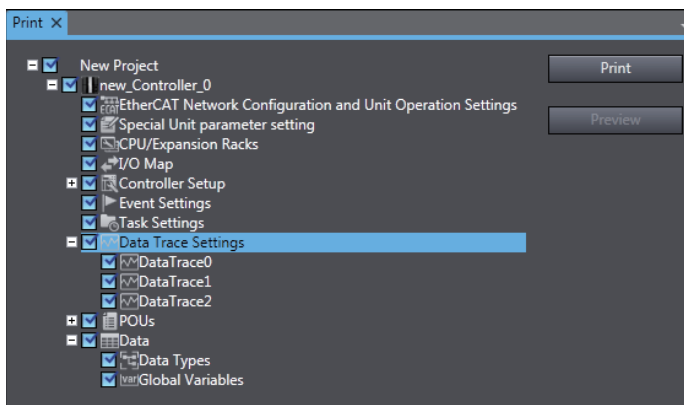 Print
New Project
Print
new_Controller_0
EtherCAT Network Configuration and Unit Operation Settings
Special Unit parameter setting
Preview
CPU/Expansion Racks
I/O Map
Controller Setup
Event Settings
Task Settings
Data Trace Settings
DataTrace0
DataTrace1
DataTrace2
POUs
Data
Data Types
Global Variables